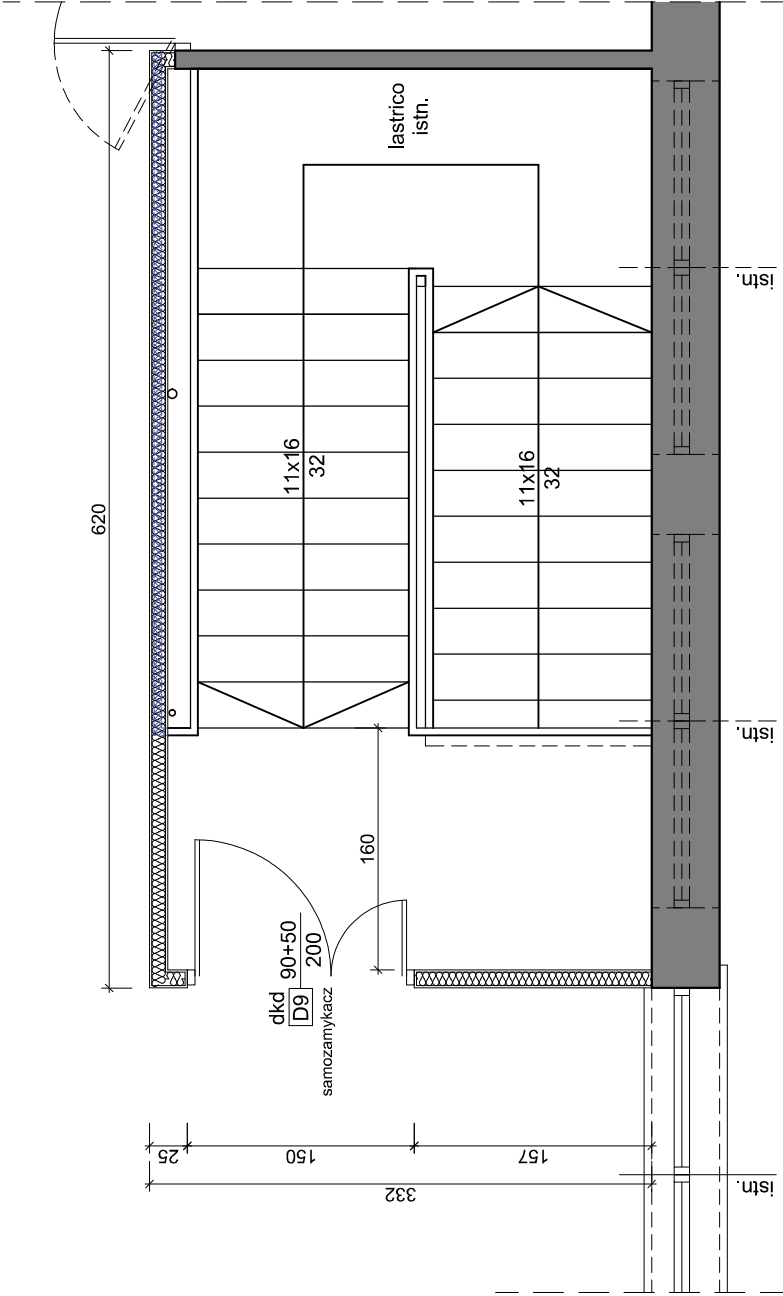 lastrico
istn.
istn.
11x16
32
11x16
32
620
istn.
160
dkd
D9
90+50
200
samozamykacz
25
150
157
332
istn.